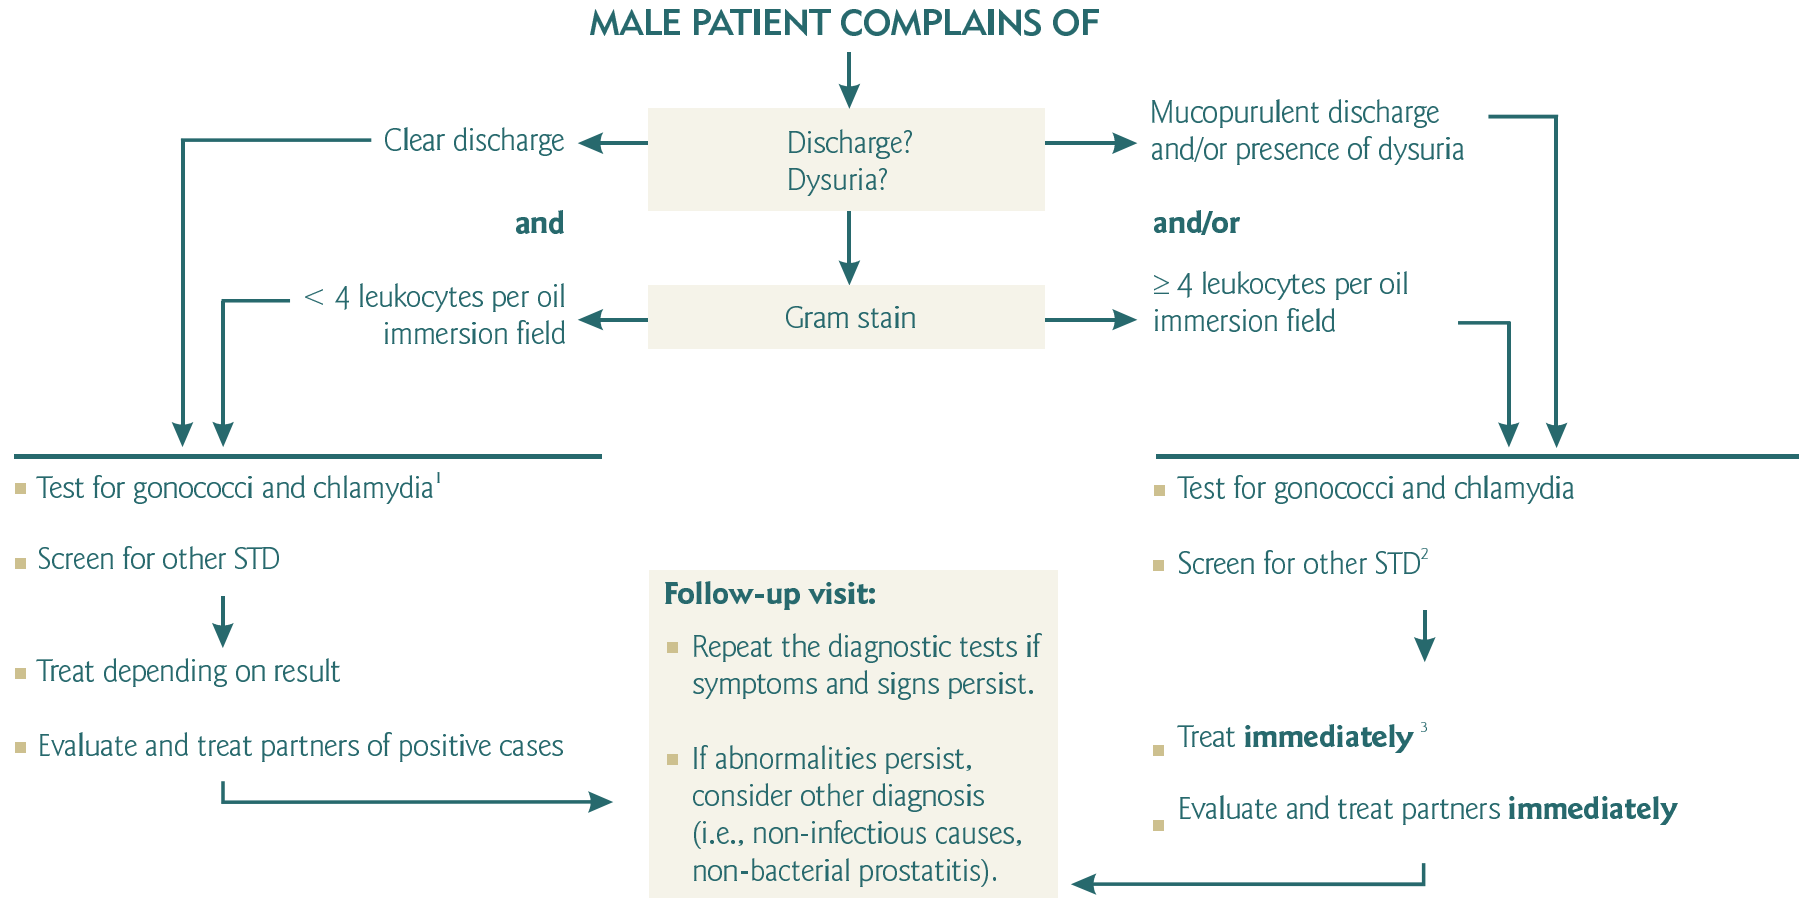 MALE PATIENT COMPLAINS OF
Clear discharge
Discharge?
Dysuria?
Mucopurulent discharge
and/or presence of dysuria
and
and/or
< 4 leukocytes per oil
immersion field
Gram stain
≥ 4 leukocytes per oil
immersion field
Test for gonococci and chlamydia¹
Screen for other STD
Treat depending on result
Evaluate and treat partners of positive cases
Follow-up visit:
Repeat the diagnostic tests if
symptoms and signs persist.
If abnormalities persist,
consider other diagnosis
(i.e., non-infectious causes,
non-bacterial prostatitis).
Test for gonococci and chlamydia
Screen for other STD²
Treat immediately ³
Evaluate and treat partners immediately